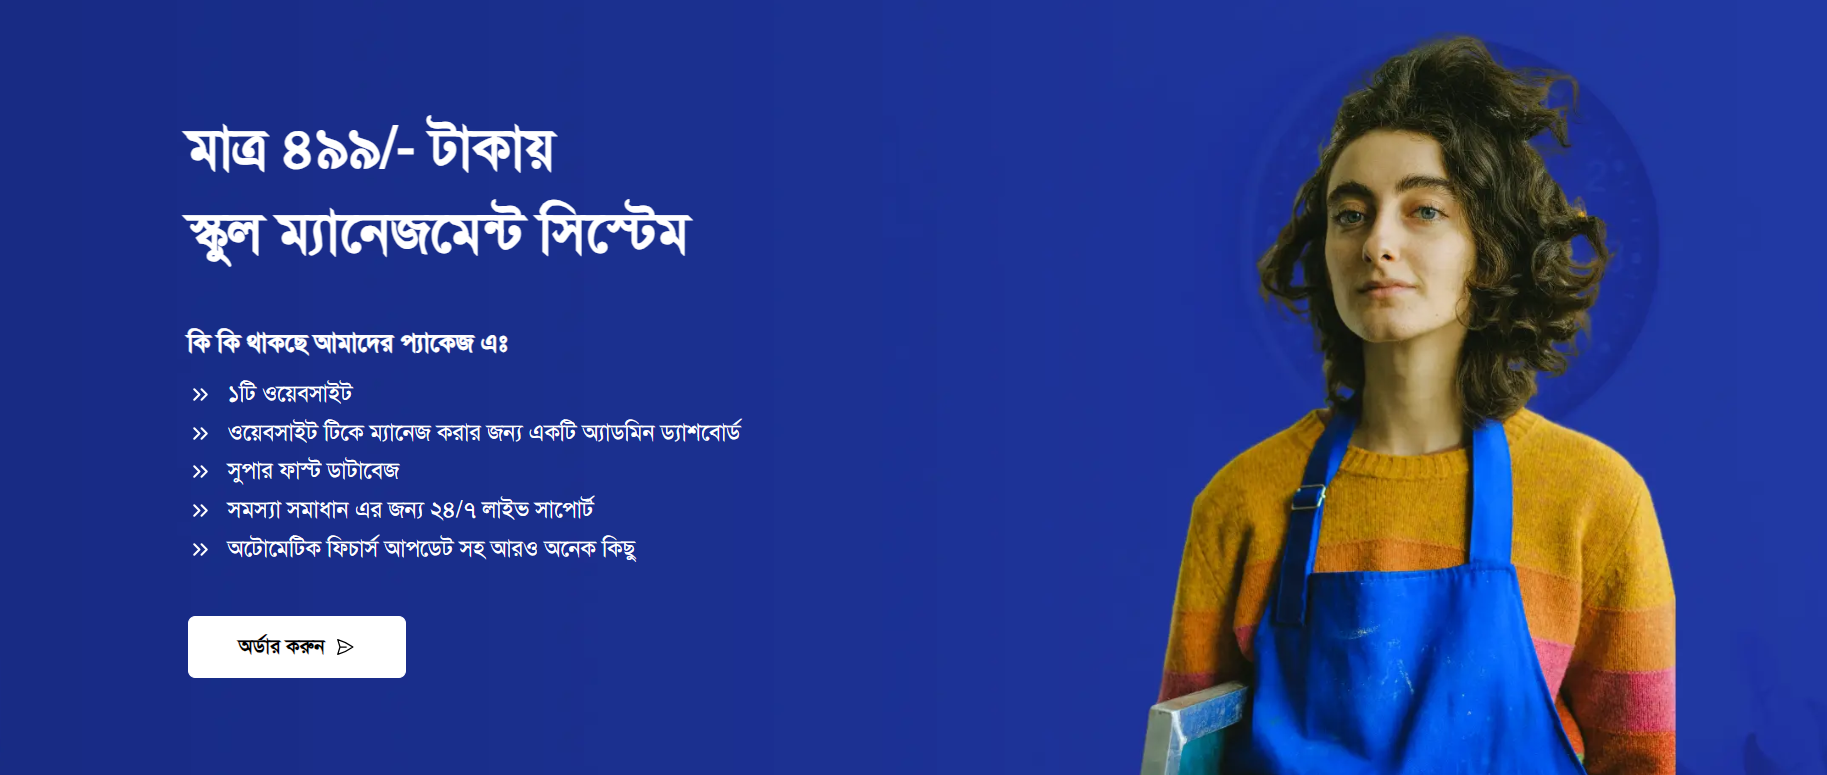 মাত্র ৪৯৯/- টাকায়
স্কুল ম্যানেজমেন্ট সিস্টেম
কি কি থাকছে আমাদের প্যাকেজ এঃ
১টি ওয়েবসাইট
ওয়েবসাইট টিকে ম্যানেজ করার জন্য একটি অ্যাডমিন ড্যাশবোর্ড
সুপার ফাস্ট ডাটাবেজ
সমস্যা সমাধান এর জন্য ২৪/৭ লাইভ সাপোর্ট
অটোমেটিক ফিচার্স আপডেট সহ আরও অনেক কিছু
অর্ডার করুন